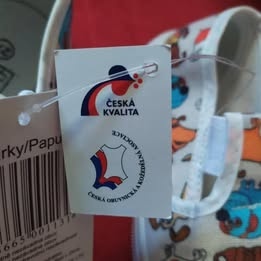 ČESKÁ
KVALITA
ČESKÁ OBUVNICKÁ A KOŽEDĚLNÁ ASOCIACE
rky/Papu